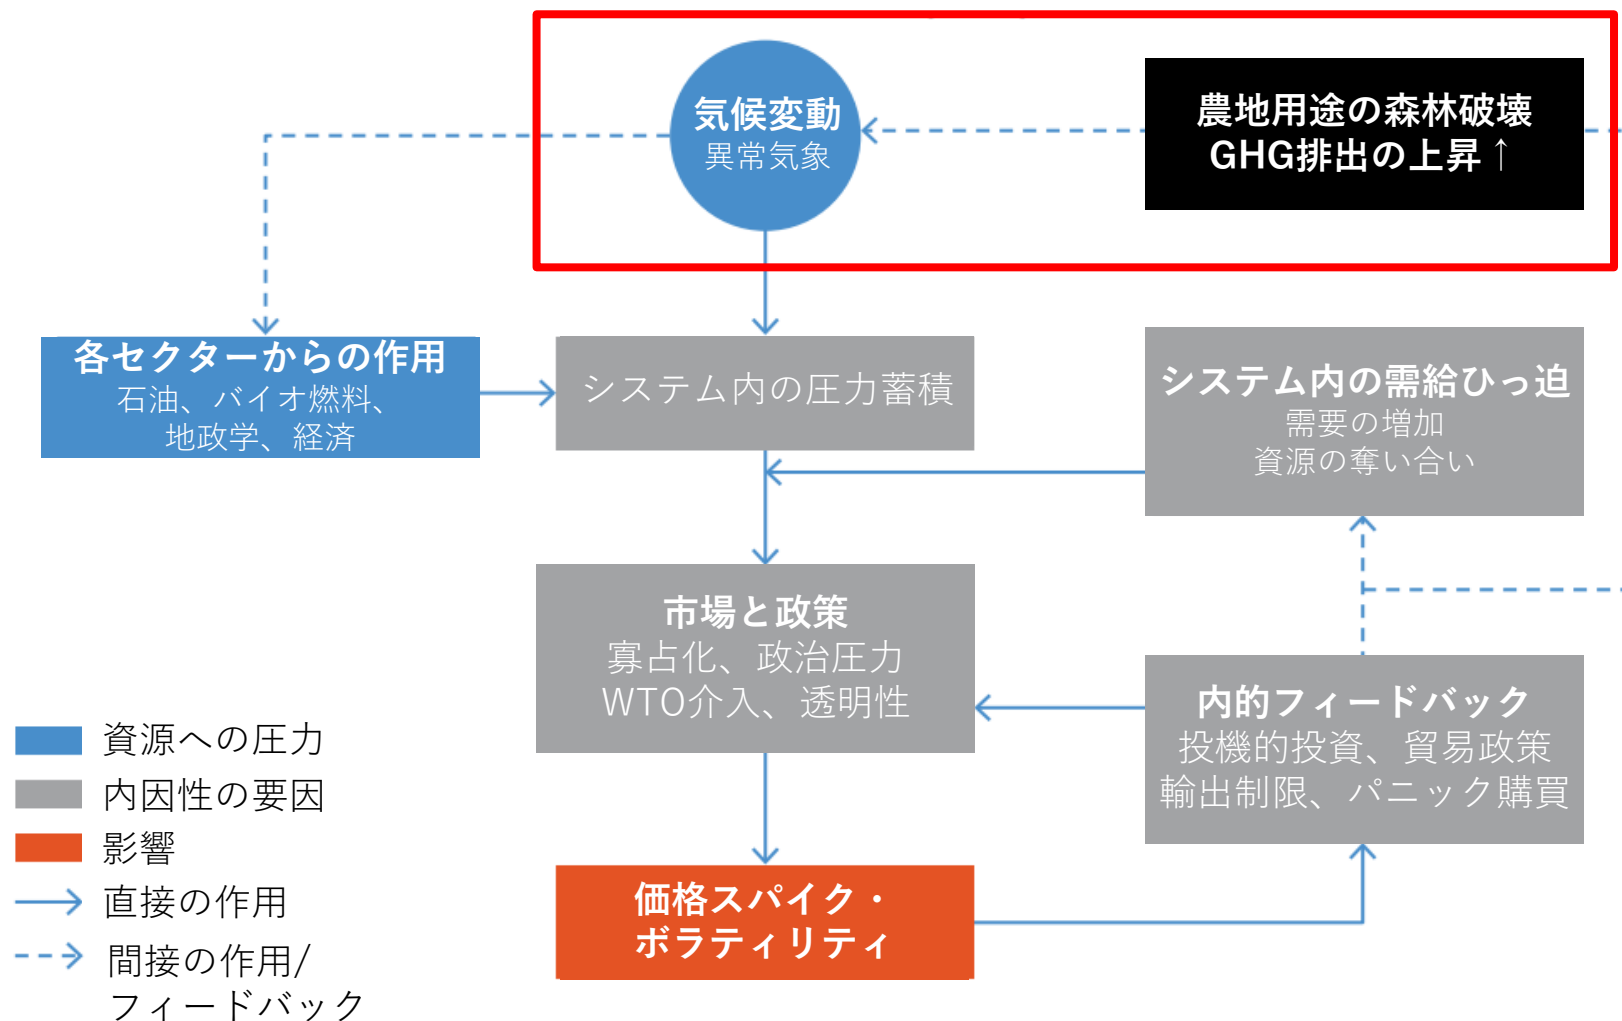 気候変動
異常気象
農地用途の森林破壊
GHG排出の上昇↑
各セクターからの作用
石油、バイオ燃料、
地政学、経済
システム内の圧力蓄積
システム内の需給ひっ迫
需要の増加
資源の奪い合い
市場と政策
寡占化、政治圧力
WTO介入、透明性
内的フィードバック
投機的投資、貿易政策
輸出制限、パニック購買
価格スパイク・
ボラティリティ
資源への圧力
内因性の要因
影響
直接の作用
間接の作用/
フィードバック